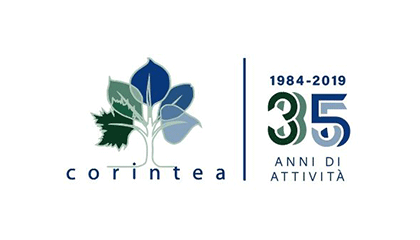 corintea
1984-2019
35
ANNI DI
ATTIVITÀ